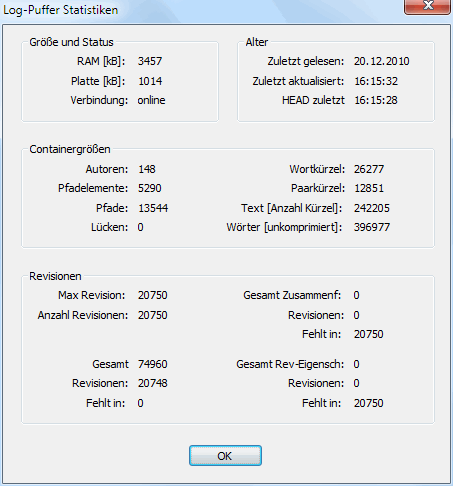 Log-Puffer Statistiken
Größe und Status
RAM [kB]: 3457
Platte [kB]: 1014
Verbindung: online
Alter
Zuletzt gelesen: 20.12.2010
Zuletzt aktualisiert: 16:15:32
HEAD zuletzt 16:15:28
Containergrößen
Autoren: 148
Pfadelemente: 5290
Pfade: 13544
Lücken: 0
Wortkürzel: 26277
Paarkürzel: 12851
Text [Anzahl Kürzel]: 242205
Wörter [unkomprimiert]: 396977
Revisionen
Max Revision: 20750
Anzahl Revisionen: 20750
Gesamt Zusammenf: 0
Revisionen: 0
Fehlt in: 20750
Gesamt 74960
Revisionen: 20748
Fehlt in: 0
Gesamt Rev-Eigensch: 0
Revisionen: 0
Fehlt in: 20750
OK